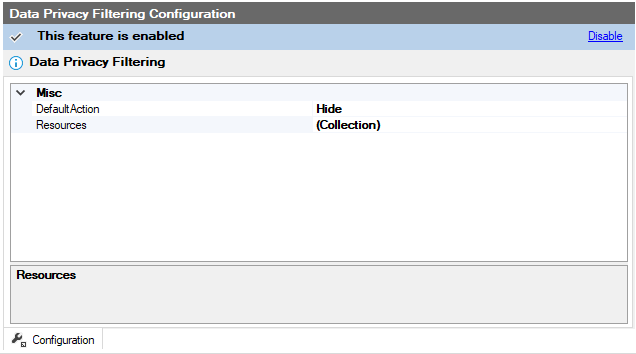 Data Privacy Filtering Configuration
This feature is enabled Disable
Data Privacy Filtering
Misc
DefaultAction Hide
Resources (Collection)
Resources
Configuration